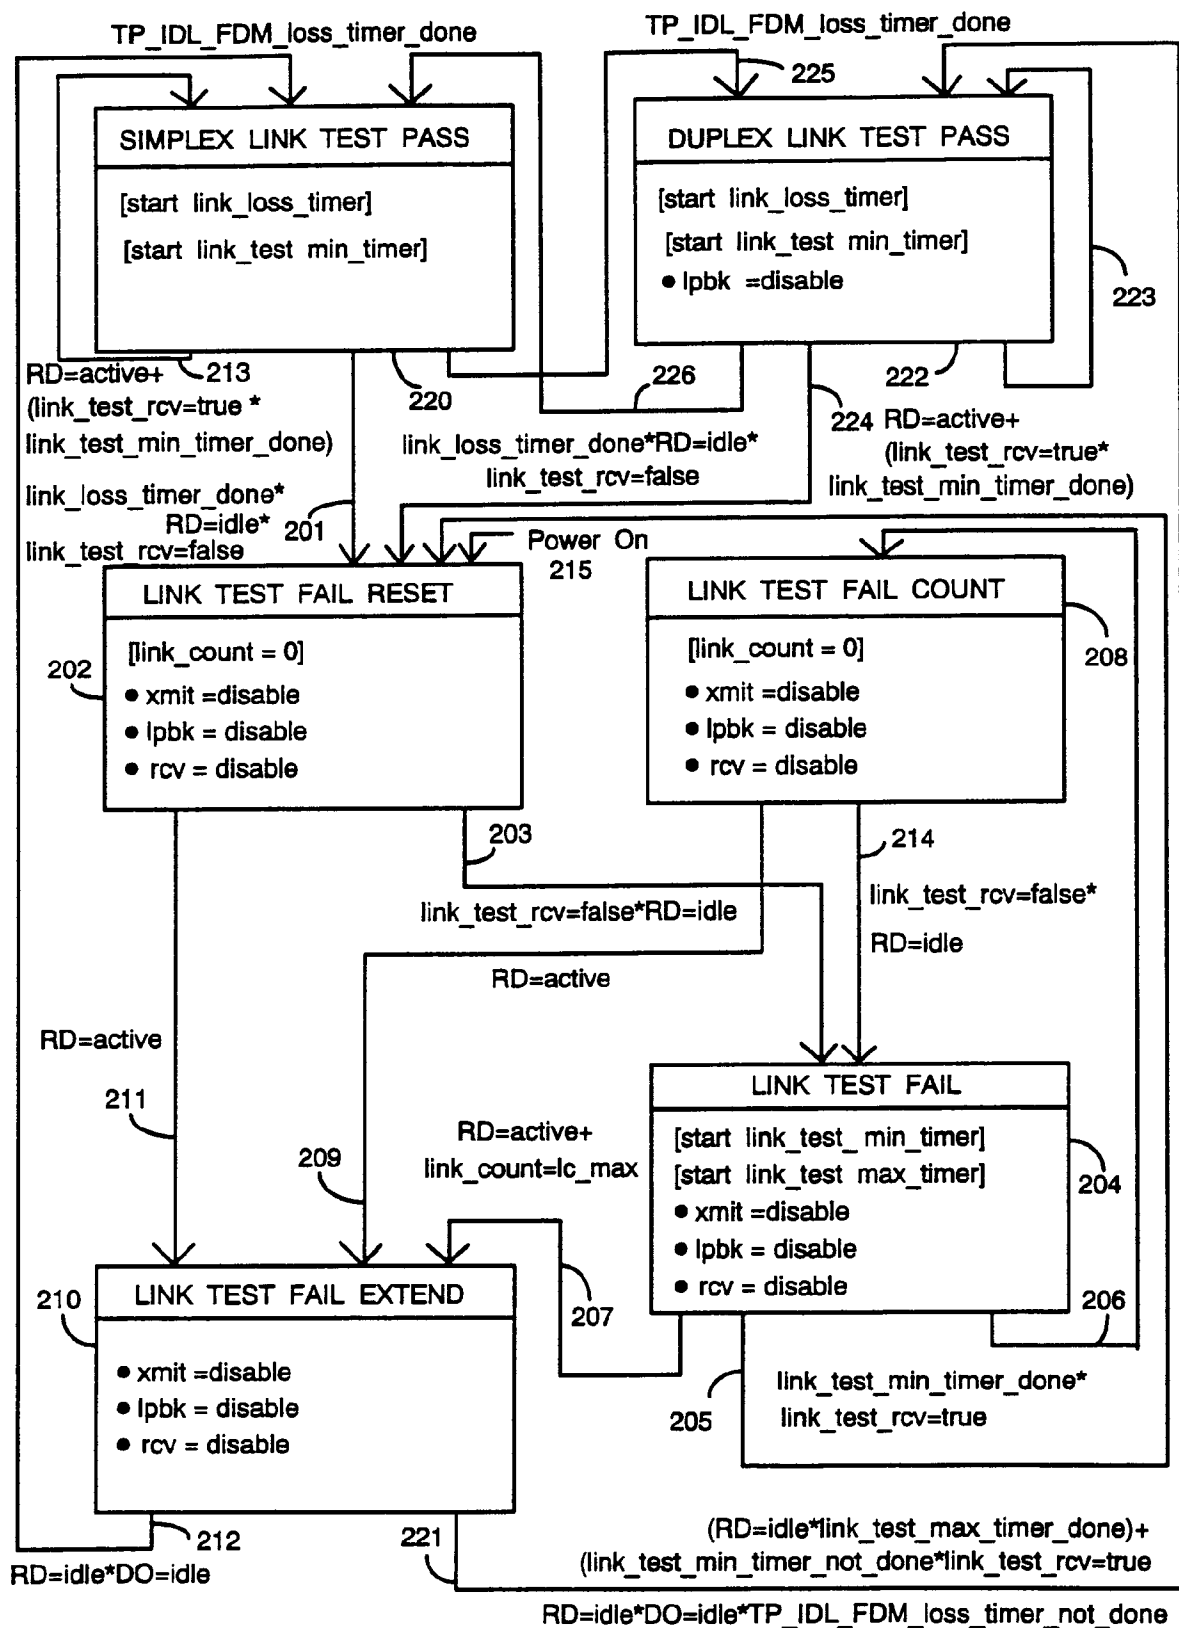 TP_IDL_FDM_loss_timer_done
TP_IDL_FDM_loss_timer_done
225
SIMPLEX LINK TEST PASS
[start link_loss_timer]
[start link_test min_timer]
DUPLEX LINK TEST PASS
[start link_loss_timer]
[start link_test min_timer]
• lpbk =disable
223
213
RD=active+
(link_test_rcv=true *
link_test_min_timer_done)
220
226
222
224
RD=active+
(link_test_rcv=true*
link_test_min_timer_done)
link_loss_timer_done*RD=idle*
link_test_rcv=false
link_loss_timer_done*
RD=idle*
link_test_rcv=false
201
Power On
215
LINK TEST FAIL RESET
[link_count = 0]
• xmit =disable
• lpbk = disable
• rcv = disable
202
LINK TEST FAIL COUNT
[link_count = 0]
• xmit =disable
• lpbk = disable
• rcv = disable
208
203
214
link_test_rcv=false*RD=idle
link_test_rcv=false*
RD=idle
RD=active
RD=active
211
209
RD=active+
link_count=lc_max
LINK TEST FAIL
[start link_test_min_timer]
[start link_test max_timer]
• xmit =disable
• lpbk = disable
• rcv = disable
204
210
LINK TEST FAIL EXTEND
• xmit =disable
• lpbk = disable
• rcv = disable
207
206
205
link_test_min_timer_done*
link_test_rcv=true
212
221
RD=idle*DO=idle
(RD=idle*link_test_max_timer_done)+
(link_test_min_timer_not_done*link_test_rcv=true
RD=idle*DO=idle*TP_IDL_FDM_loss_timer_not_done